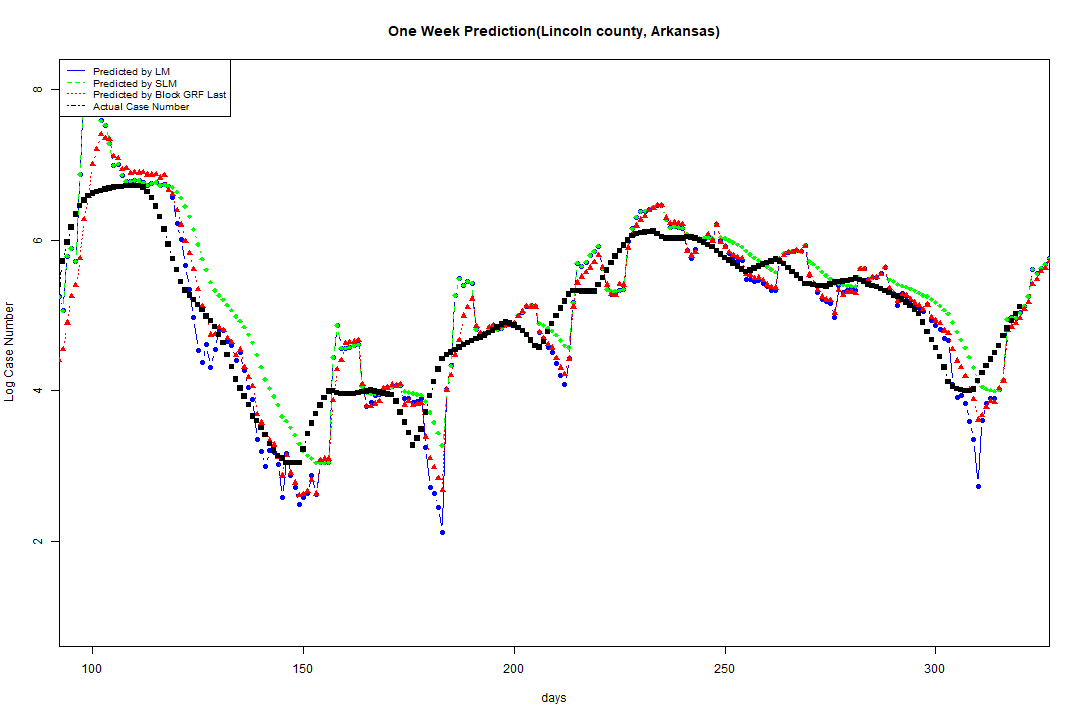 One Week Prediction(Lincoln county, Arkansas)
Predicted by LM
Predicted by SLM
Predicted by Block GRF Last
Actual Case Number
8
6
4
2
Log Case Number
100 150 200 250 300
days